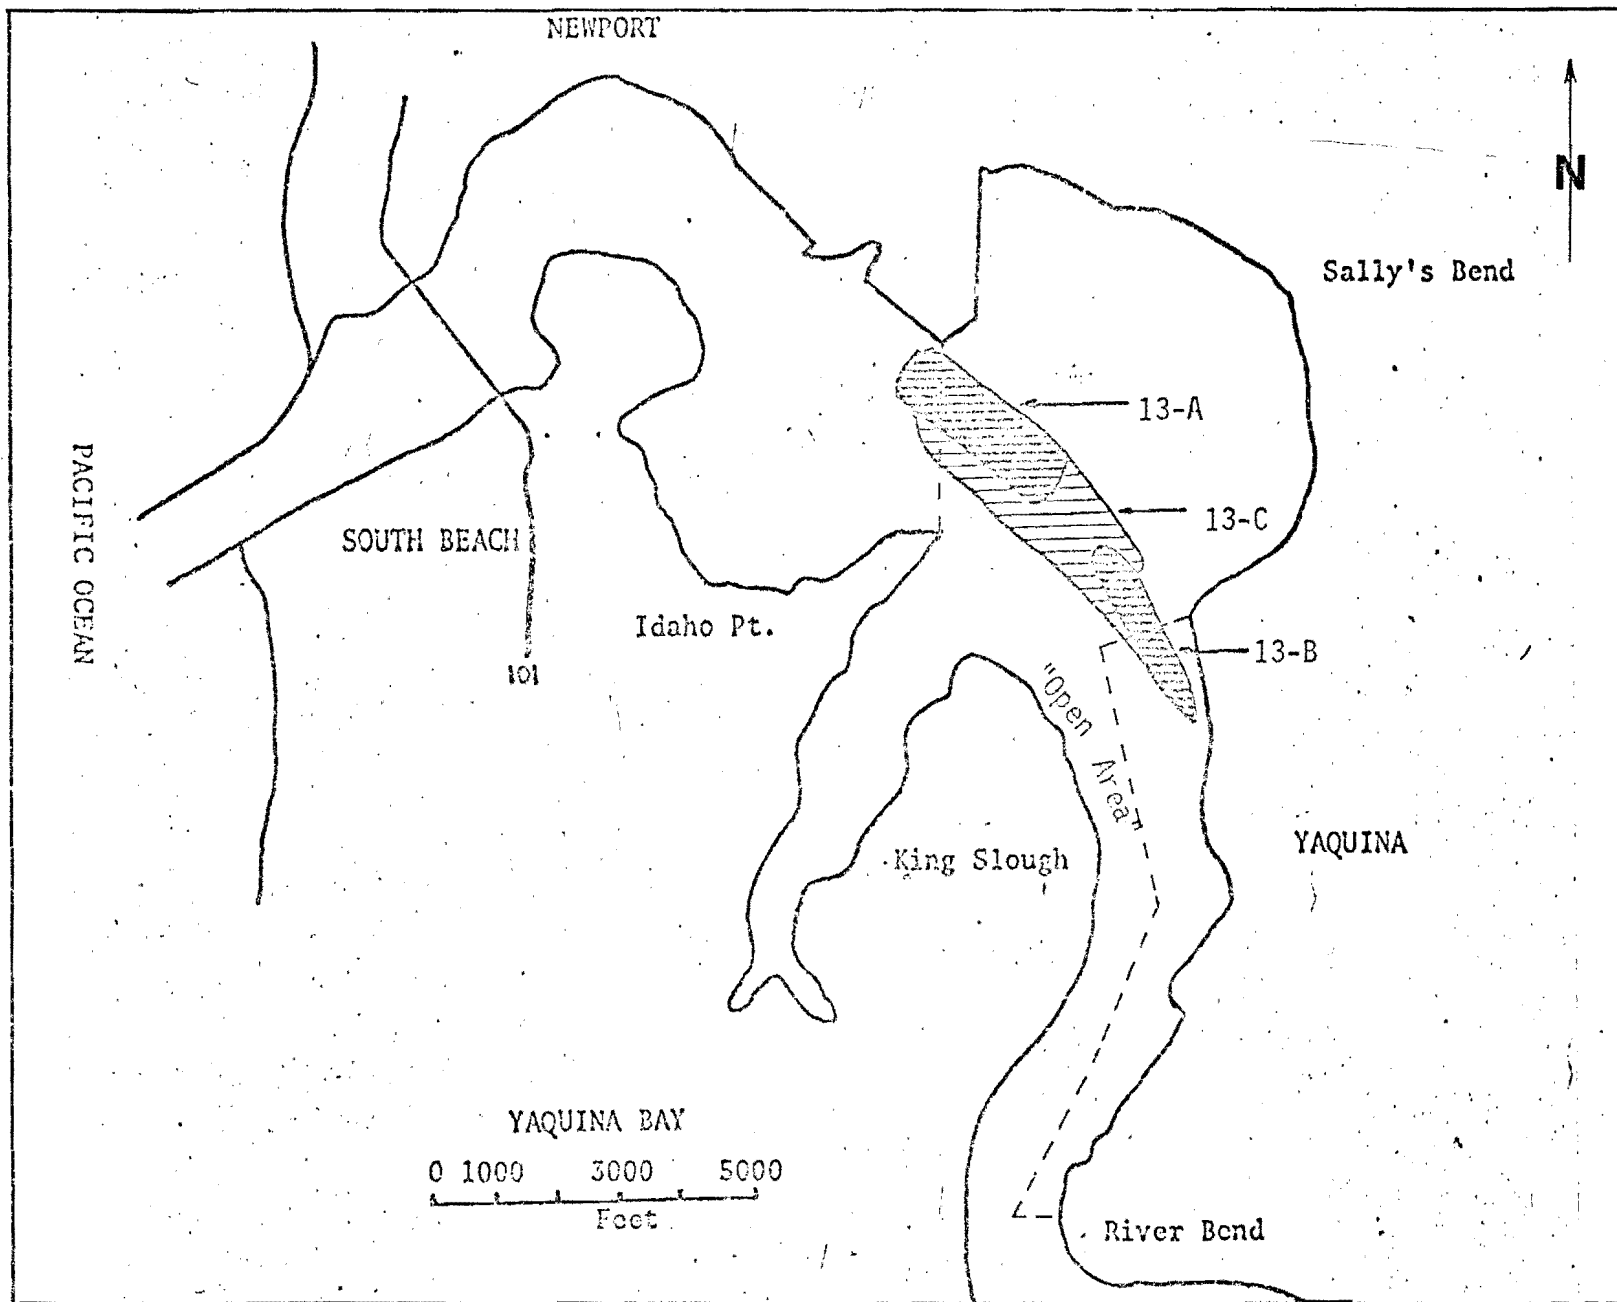 NEWPORT
N
Sally's Bend
13-A
13-C
PACIFIC OCEAN
SOUTH BEACH
Idaho Pt.
13-B
101
"Open Area"
YAQUINA
King Slough
YAQUINA BAY
0 1000 3000 5000
Feet
River Bend